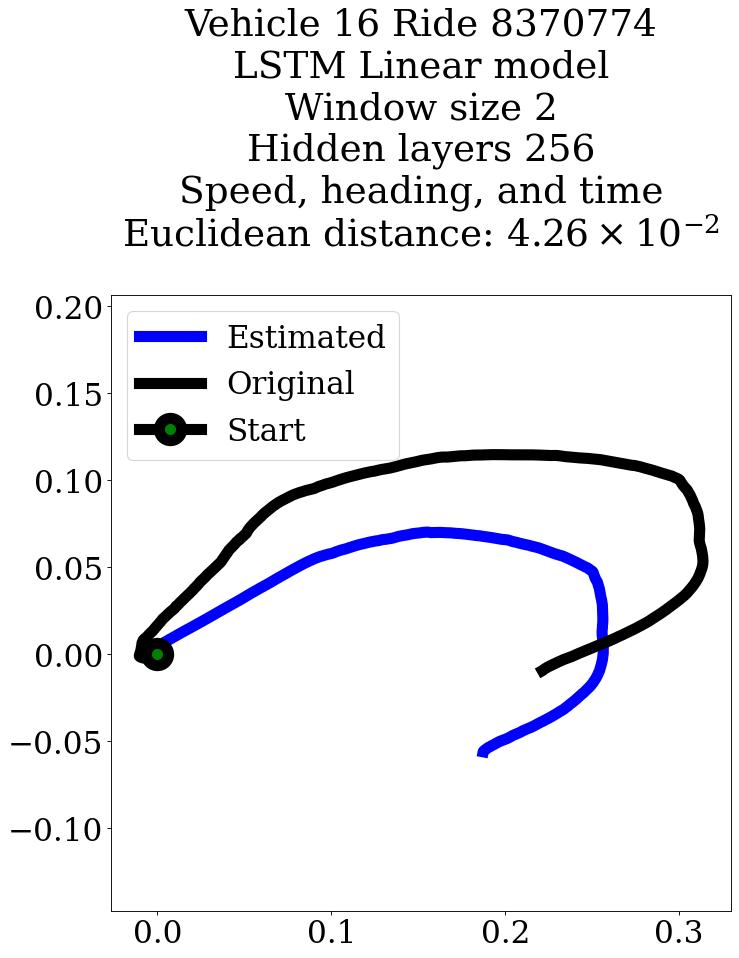 Vehicle 16 Ride 8370774
LSTM Linear model
Window size 2
Hidden layers 256
Speed, heading, and time
Euclidean distance: 4.26 × 10⁻²
Estimated
Original
Start
0.20
0.15
0.10
0.05
0.00
−0.05
−0.10
0.0 0.1 0.2 0.3